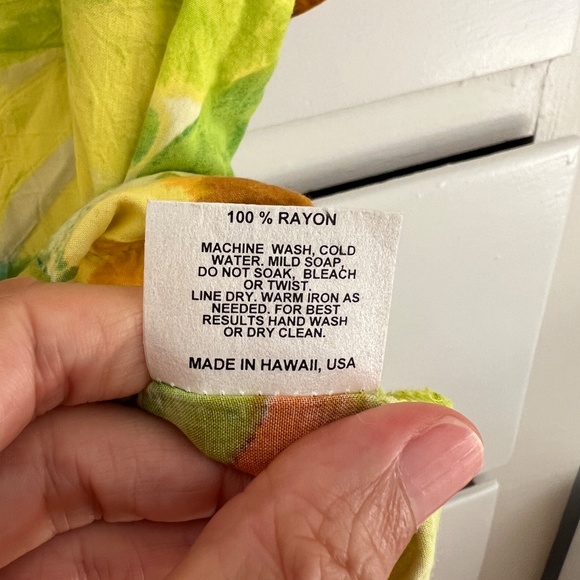 100 % RAYON
MACHINE WASH, COLD
WATER. MILD SOAP.
DO NOT SOAK, BLEACH
OR TWIST.
LINE DRY. WARM IRON AS
NEEDED. FOR BEST
RESULTS HAND WASH
OR DRY CLEAN.
MADE IN HAWAII, USA